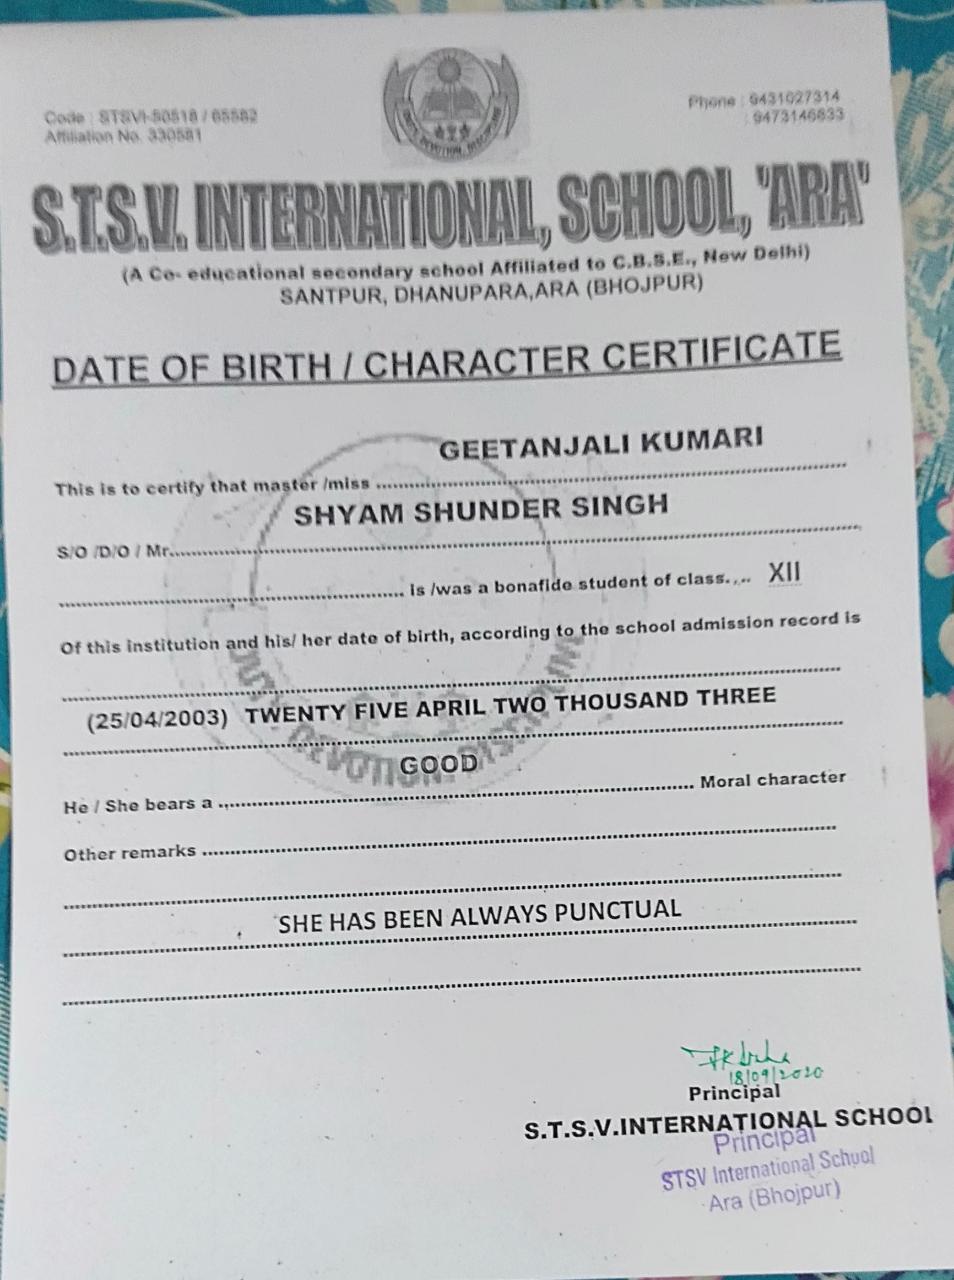 Code : STSVI-50518 / 65582
Affiliation No. 330581
Phone : 9431027314
: 9473146833
S.T.S.V. INTERNATIONAL, SCHOOL, 'ARA'
(A Co- educational secondary school Affiliated to C.B.S.E., New Delhi)
SANTPUR, DHANUPARA,ARA (BHOJPUR)
DATE OF BIRTH / CHARACTER CERTIFICATE
GEETANJALI KUMARI
This is to certify that master /miss
SHYAM SHUNDER SINGH
S/O /D/O / Mr.
Is /was a bonafide student of class.... XII
Of this institution and his/ her date of birth, according to the school admission record is
(25/04/2003) TWENTY FIVE APRIL TWO THOUSAND THREE
DUTY, DEVOTION, DISCIPLINE
GOOD
He / She bears a Moral character
Other remarks
SHE HAS BEEN ALWAYS PUNCTUAL
18/09/2020
Principal
S.T.S.V.INTERNATIONAL SCHOOL
Principal
STSV International School
Ara (Bhojpur)